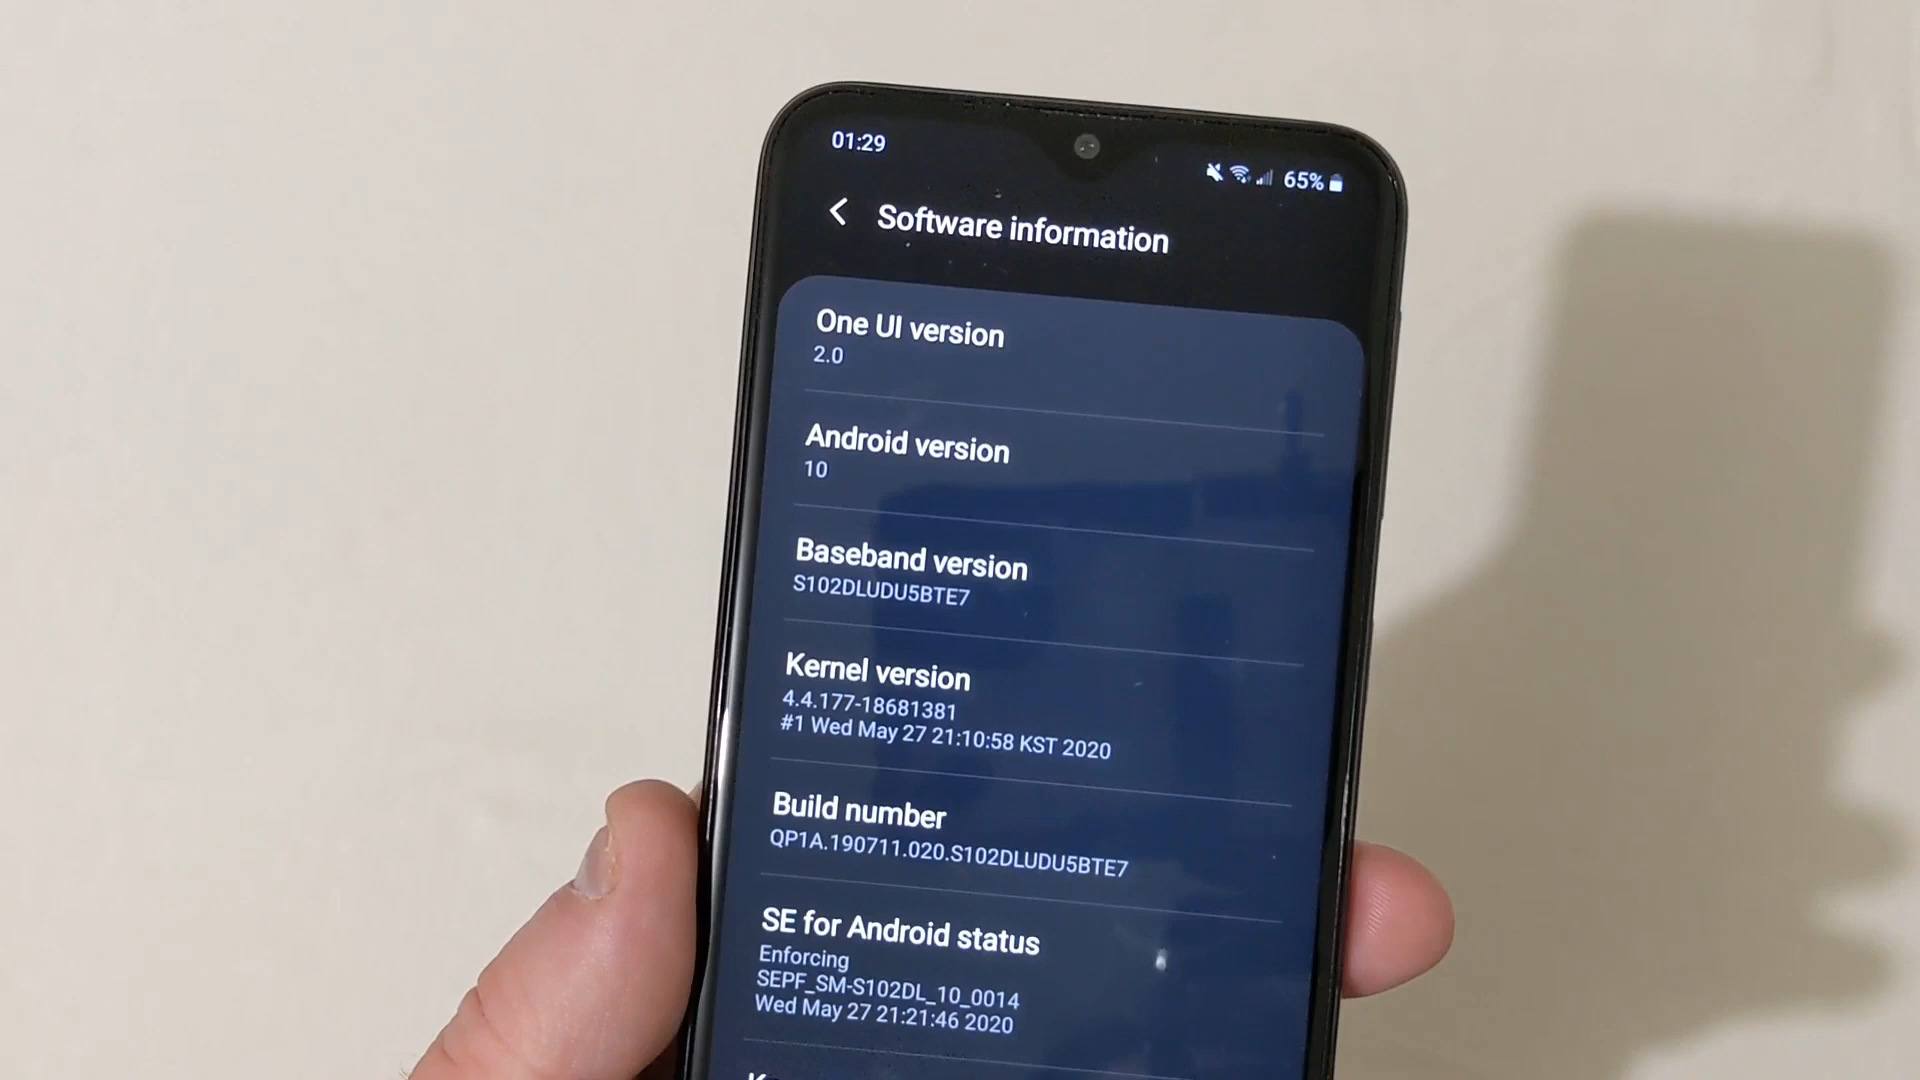 01:29
65%
Software information
One UI version
2.0
Android version
10
Baseband version
S102DLUDU5BTE7
Kernel version
4.4.177-18681381
#1 Wed May 27 21:10:58 KST 2020
Build number
QP1A.190711.020.S102DLUDU5BTE7
SE for Android status
Enforcing
SEPF_SM-S102DL_10_0014
Wed May 27 21:21:46 2020